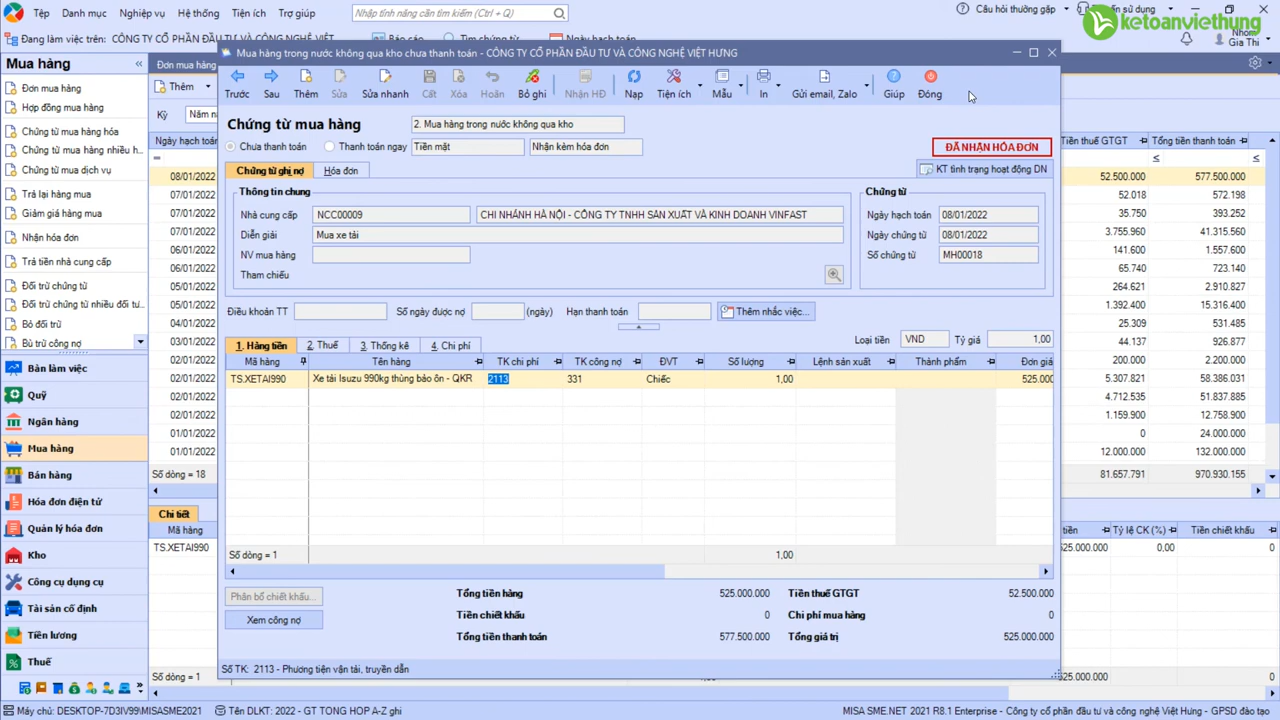 Tệp Danh mục Nghiệp vụ Hệ thống Tiện ích Trợ giúp
Nhập tính năng cần tìm kiếm (Ctrl + Q)
Câu hỏi thường gặp
ketoanviethung
Đang làm việc trên: CÔNG TY
Gia Thi
Mua hàng
Đơn mua hàng
Hợp đồng mua hàng
Chứng từ mua hàng hóa
Chứng từ mua hàng nhiều h...
Chứng từ mua dịch vụ
Trả lại hàng mua
Giảm giá hàng mua
Nhận hóa đơn
Trả tiền nhà cung cấp
Đối trừ chứng từ
Đối trừ chứng từ nhiều đối tư...
Bỏ đối trừ
Bù trừ công nợ
Bàn làm việc
Quỹ
Ngân hàng
Mua hàng
Bán hàng
Hóa đơn điện tử
Quản lý hóa đơn
Kho
Công cụ dụng cụ
Tài sản cố định
Tiền lương
Thuế
Đơn mua hàng
Thêm
Kỳ Năm n
Ngày hạch toán
=
08/01/2022
07/01/2022
07/01/2022
07/01/2022
06/01/2022
06/01/2022
05/01/2022
05/01/2022
04/01/2022
03/01/2022
02/01/2022
02/01/2022
02/01/2022
02/01/2022
01/01/2022
01/01/2022
Số dòng = 18
Chi tiết
Mã hàng
TS.XETAI990
Số dòng = 1
Mua hàng trong nước không qua kho chưa thanh toán - CÔNG TY CỔ PHẦN ĐẦU TƯ VÀ CÔNG NGHỆ VIỆT HƯNG
Trước Sau Thêm Sửa Sửa nhanh Cất Xóa Hoãn Bỏ ghi Nhận HĐ Nạp Tiện ích Mẫu In Gửi email, Zalo Giúp Đóng
Chứng từ mua hàng
2. Mua hàng trong nước không qua kho
Chưa thanh toán Thanh toán ngay Tiền mặt Nhận kèm hóa đơn
ĐÃ NHẬN HÓA ĐƠN
Chứng từ ghi nợ Hóa đơn
KT tình trạng hoạt động DN
Thông tin chung
Nhà cung cấp NCC00009 CHI NHÁNH HÀ NỘI - CÔNG TY TNHH SẢN XUẤT VÀ KINH DOANH VINFAST
Diễn giải Mua xe tải
NV mua hàng
Tham chiếu
Chứng từ
Ngày hạch toán 08/01/2022
Ngày chứng từ 08/01/2022
Số chứng từ MH00018
Điều khoản TT Số ngày được nợ (ngày) Hạn thanh toán Thêm nhắc việc...
1. Hàng tiền 2. Thuế 3. Thống kê 4. Chi phí
Loại tiền VND Tỷ giá 1,00
Mã hàng Tên hàng TK chi phí TK công nợ ĐVT Số lượng Lệnh sản xuất Thành phẩm Đơn giá
TS.XETAI990 Xe tải Isuzu 990kg thùng bảo ôn - QKR 2113 331 Chiếc 1,00 525.000
Số dòng = 1 1,00
Phân bổ chiết khấu...
Xem công nợ
Tổng tiền hàng 525.000.000 Tiền thuế GTGT 52.500.000
Tiền chiết khấu 0 Chi phí mua hàng 0
Tổng tiền thanh toán 577.500.000 Tổng giá trị 525.000.000
Số TK: 2113 - Phương tiện vận tải, truyền dẫn
Tiền thuế GTGT Tổng tiền thanh toán
≤ ≤
52.500.000 577.500.000
52.018 572.198
35.750 393.252
3.755.960 41.315.560
141.600 1.557.600
65.740 723.140
264.621 2.910.827
1.392.400 15.316.400
25.309 531.485
44.137 926.877
200.000 2.200.000
5.307.821 58.386.031
4.712.535 51.837.885
1.159.900 12.758.900
0 24.000.000
12.000.000 132.000.000
81.657.791 970.930.155
tiền Tỷ lệ CK (%) Tiền chiết khấu
525.000.000 0,00 0
525.000.000 0
Máy chủ: DESKTOP-7D3IV99\MISASME2021 Tên DLKT: 2022 - GT TONG HOP A-Z ghi
MISA SME.NET 2021 R8.1 Enterprise - Công ty cổ phần đầu tư và công nghệ Việt Hưng - GPSD đào tạo